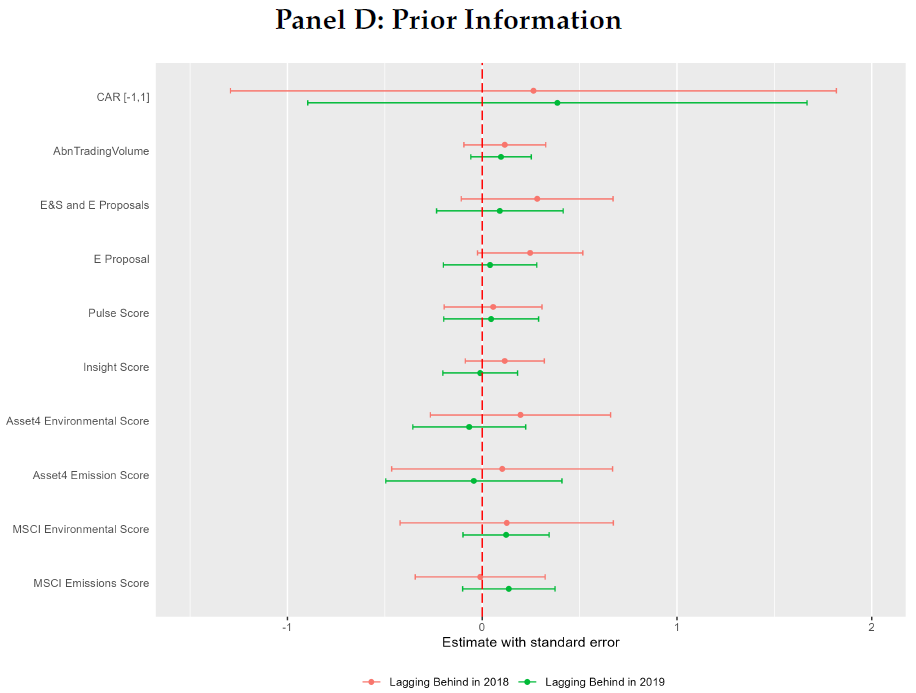 Panel D: Prior Information
CAR [-1,1]
AbnTradingVolume
E&S and E Proposals
E Proposal
Pulse Score
Insight Score
Asset4 Environmental Score
Asset4 Emission Score
MSCI Environmental Score
MSCI Emissions Score
-1 0 1 2
Estimate with standard error
Lagging Behind in 2018 Lagging Behind in 2019